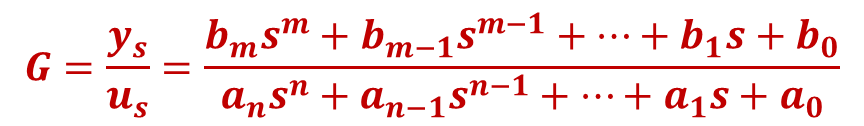 G = y_s / u_s = (b_m s^m + b_{m-1} s^{m-1} + ⋯ + b_1 s + b_0) / (a_n s^n + a_{n-1} s^{n-1} + ⋯ + a_1 s + a_0)